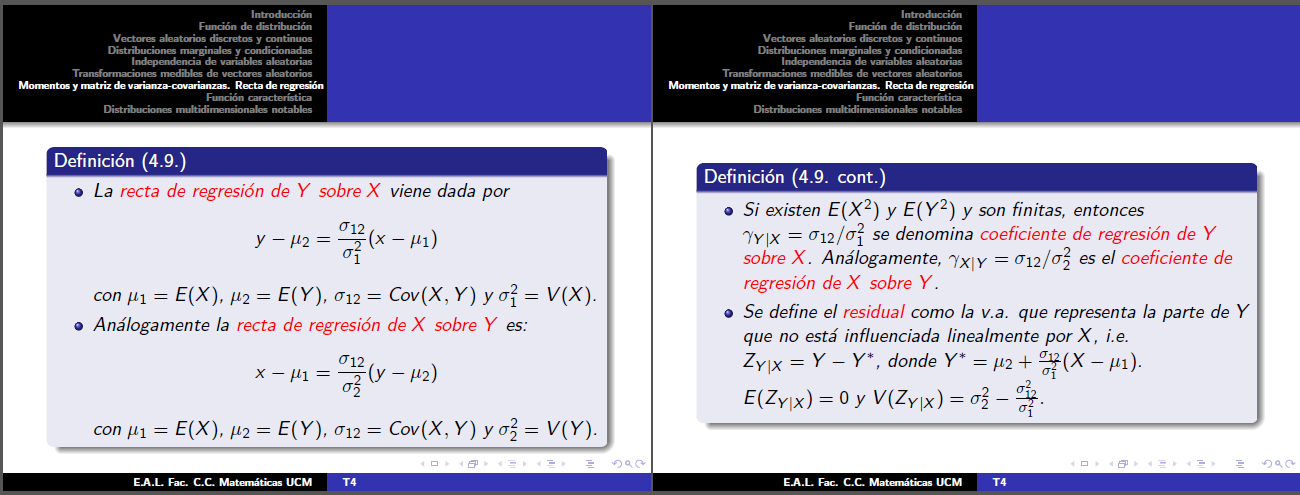 Introducción
Función de distribución
Vectores aleatorios discretos y continuos
Distribuciones marginales y condicionadas
Independencia de variables aleatorias
Transformaciones medibles de vectores aleatorios
Momentos y matriz de varianza-covarianzas. Recta de regresión
Función característica
Distribuciones multidimensionales notables
Definición (4.9.)
La recta de regresión de Y sobre X viene dada por
y − μ₂ = σ₁₂/σ₁² (x − μ₁)
con μ₁ = E(X), μ₂ = E(Y), σ₁₂ = Cov(X, Y) y σ₁² = V(X).
Análogamente la recta de regresión de X sobre Y es:
x − μ₁ = σ₁₂/σ₂² (y − μ₂)
con μ₁ = E(X), μ₂ = E(Y), σ₁₂ = Cov(X, Y) y σ₂² = V(Y).
E.A.L. Fac. C.C. Matemáticas UCM T4
Introducción
Función de distribución
Vectores aleatorios discretos y continuos
Distribuciones marginales y condicionadas
Independencia de variables aleatorias
Transformaciones medibles de vectores aleatorios
Momentos y matriz de varianza-covarianzas. Recta de regresión
Función característica
Distribuciones multidimensionales notables
Definición (4.9. cont.)
Si existen E(X²) y E(Y²) y son finitas, entonces
γ_{Y|X} = σ₁₂/σ₁² se denomina coeficiente de regresión de Y
sobre X. Análogamente, γ_{X|Y} = σ₁₂/σ₂² es el coeficiente de
regresión de X sobre Y.
Se define el residual como la v.a. que representa la parte de Y
que no está influenciada linealmente por X, i.e.
Z_{Y|X} = Y − Y*, donde Y* = μ₂ + σ₁₂/σ₁² (X − μ₁).
E(Z_{Y|X}) = 0 y V(Z_{Y|X}) = σ₂² − σ₁₂²/σ₁².
E.A.L. Fac. C.C. Matemáticas UCM T4